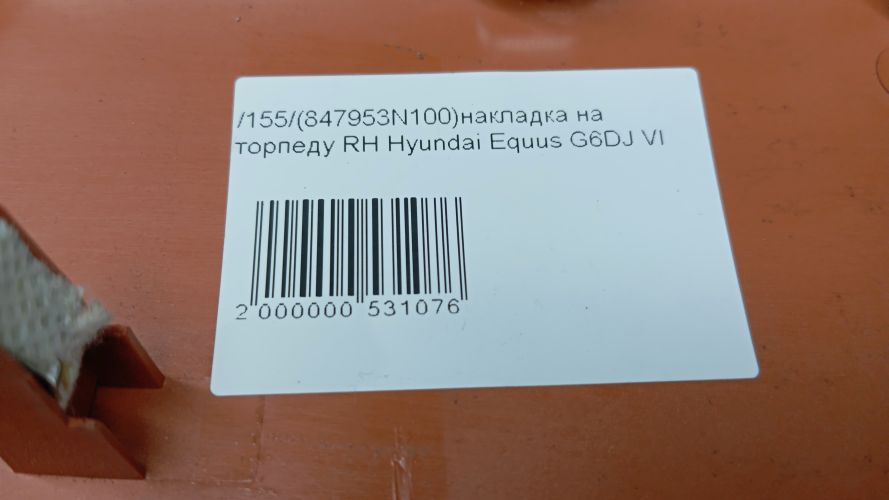 /155/(847953N100)накладка на
торпеду RH Hyundai Equus G6DJ VI
2 000000 531076